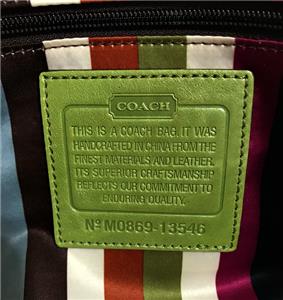 COACH
THIS IS A COACH BAG. IT WAS
HANDCRAFTED IN CHINA FROM THE
FINEST MATERIALS AND LEATHER.
ITS SUPERIOR CRAFTSMANSHIP
REFLECTS OUR COMMITMENT TO
ENDURING QUALITY.
Nº M0869-13546